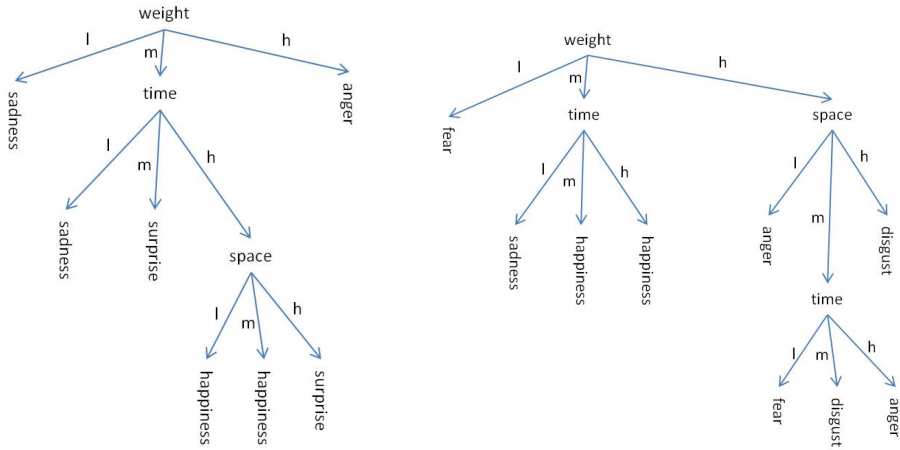 weight
l
m
h
sadness
time
anger
l
m
h
sadness
surprise
space
l
m
h
happiness
happiness
surprise
weight
l
m
h
fear
time
space
l
m
h
sadness
happiness
happiness
l
m
h
anger
disgust
time
l
m
h
fear
disgust
anger